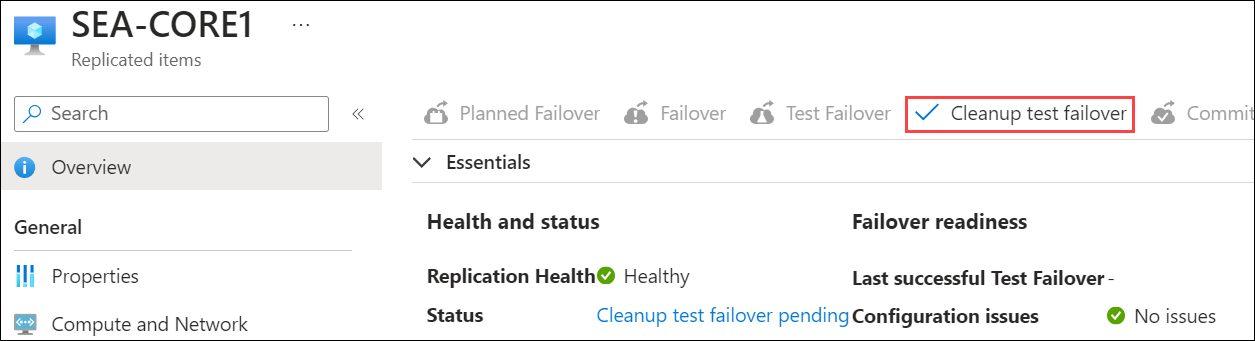 SEA-CORE1 ...
Replicated items
Search «
Planned Failover Failover Test Failover Cleanup test failover Commit
Overview
Essentials
General
Health and status Failover readiness
Properties
Replication Health Healthy Last successful Test Failover -
Compute and Network
Status Cleanup test failover pending Configuration issues No issues